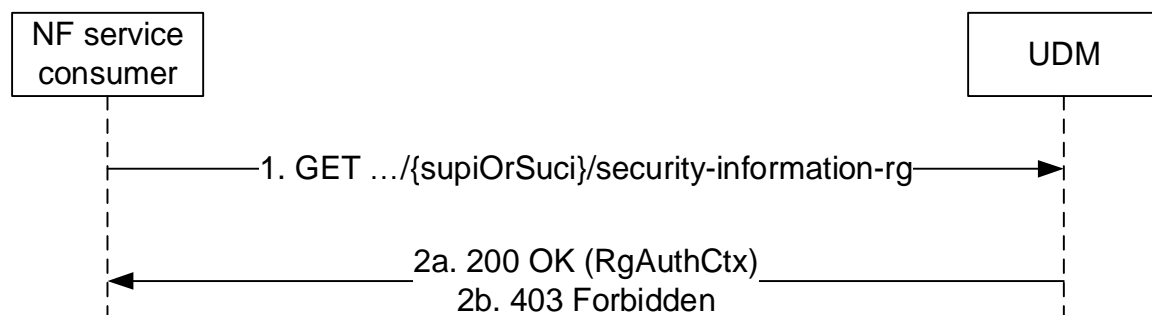 NF service
consumer
UDM
1. GET …/{supiOrSuci}/security-information-rg
2a. 200 OK (RgAuthCtx)
2b. 403 Forbidden